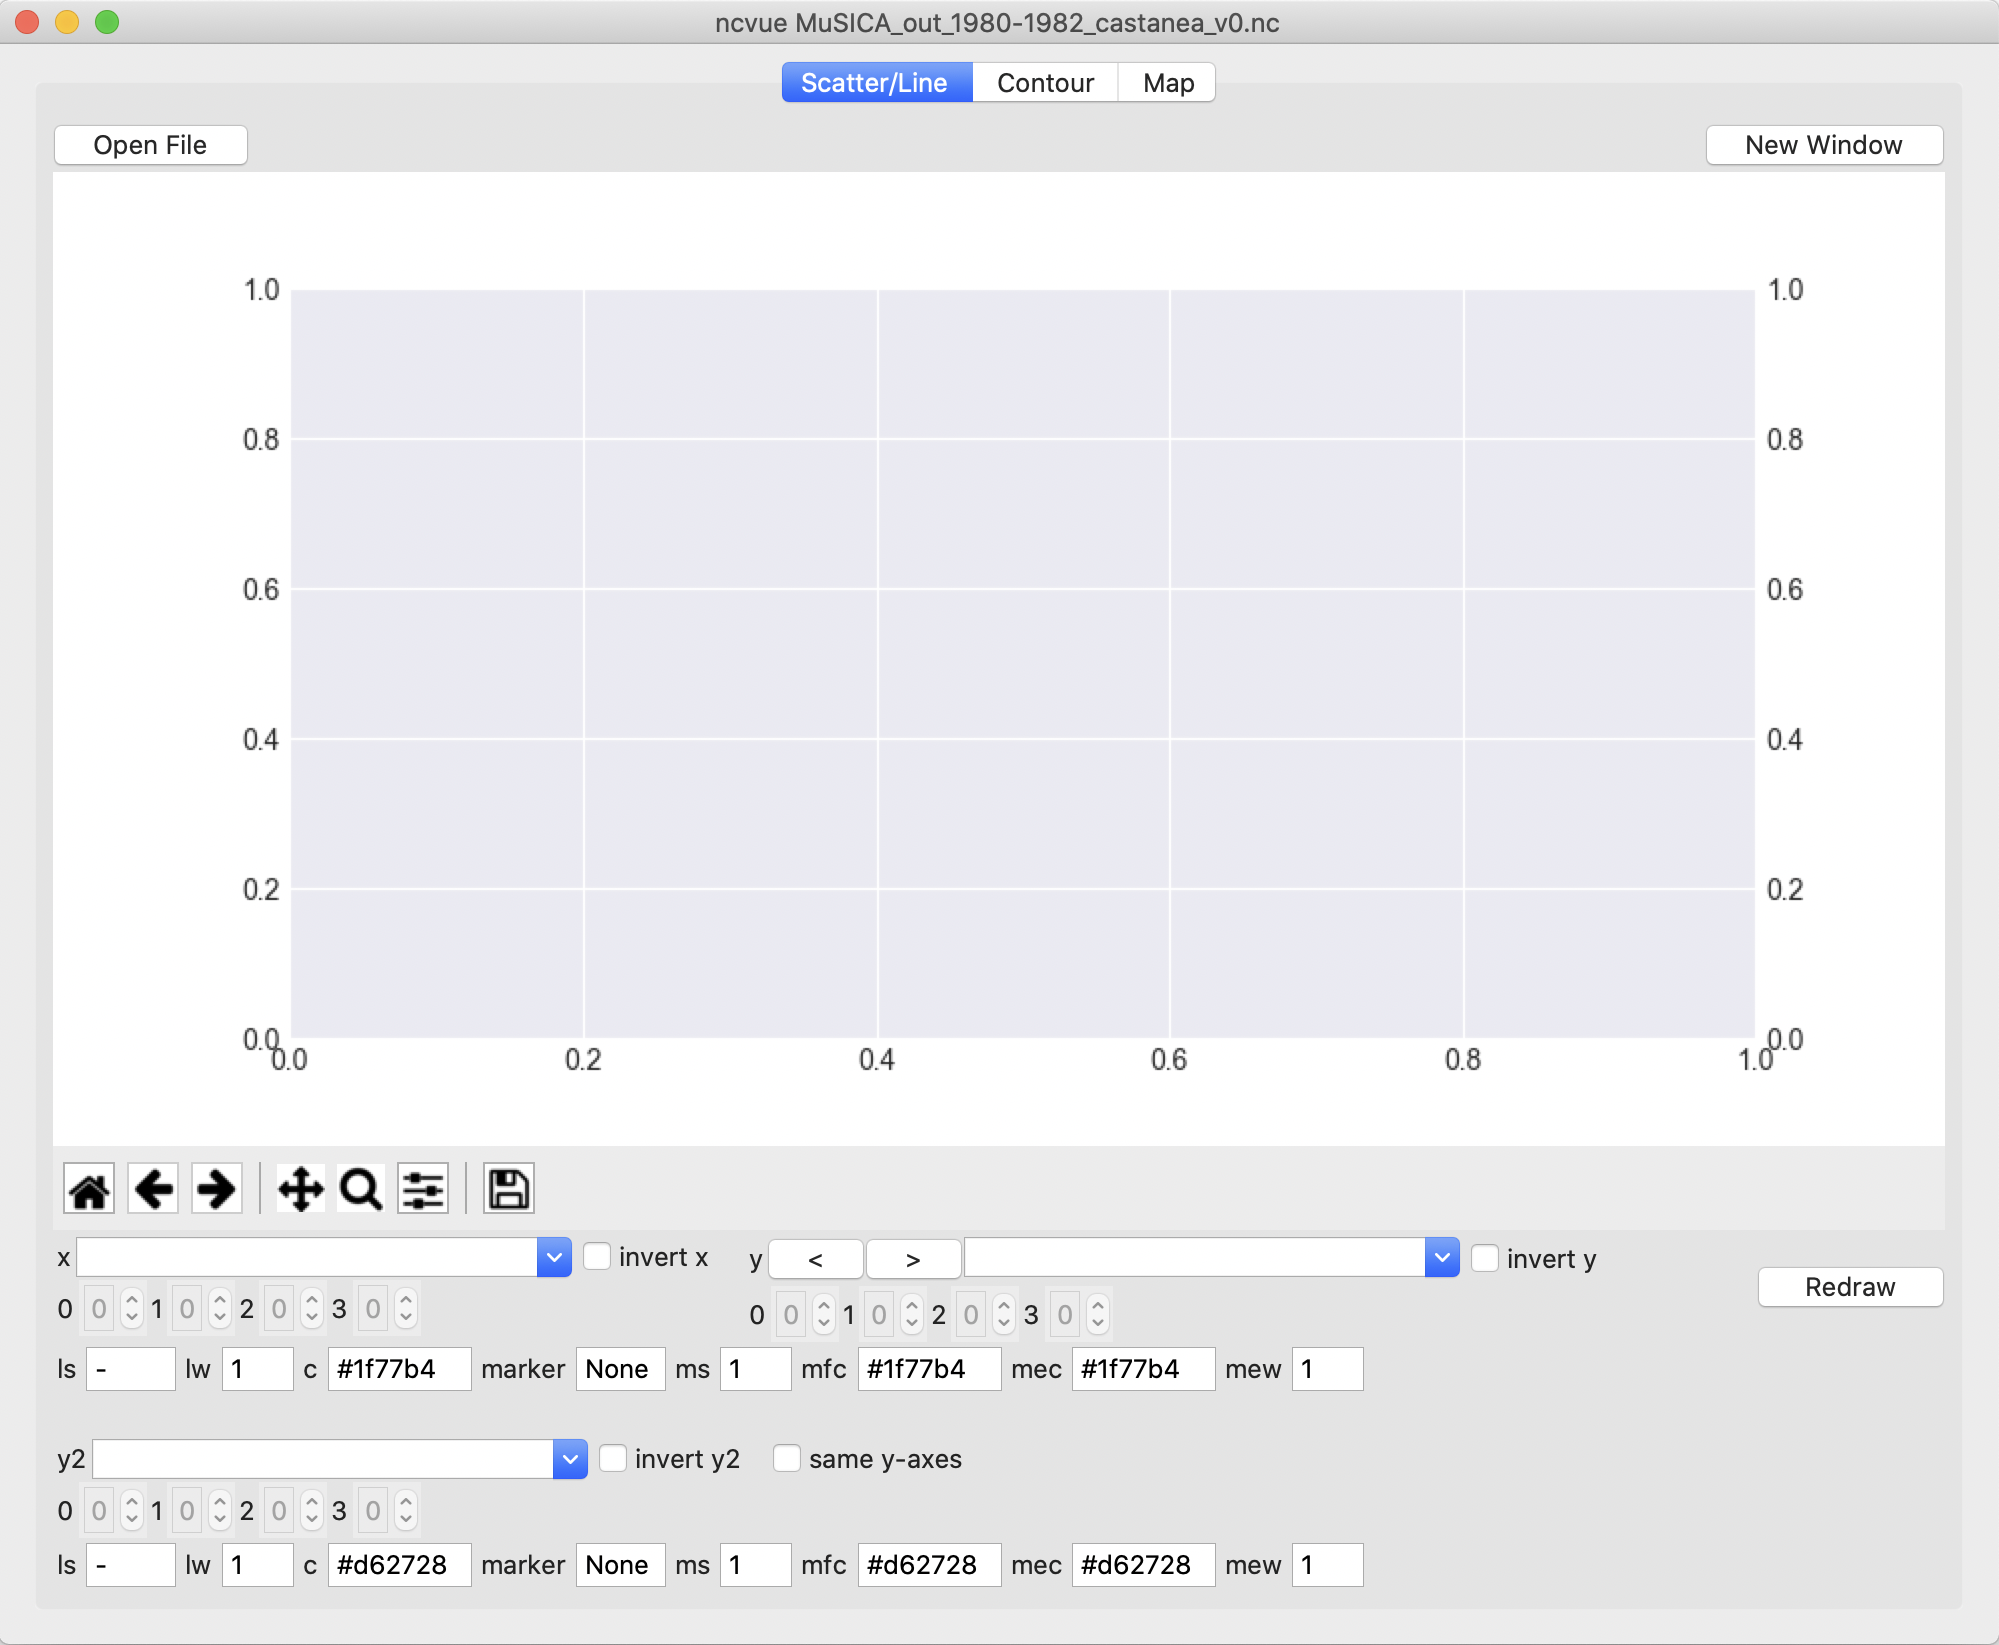 ncvue MuSICA_out_1980-1982_castanea_v0.nc
Scatter/Line Contour Map
Open File New Window
1.0 1.0
0.8 0.8
0.6 0.6
0.4 0.4
0.2 0.2
0.0 0.0
0.0 0.2 0.4 0.6 0.8 1.0
x invert x y < > invert y
Redraw
0 0 1 0 2 0 3 0 0 0 1 0 2 0 3 0
ls - lw 1 c #1f77b4 marker None ms 1 mfc #1f77b4 mec #1f77b4 mew 1
y2 invert y2 same y-axes
0 0 1 0 2 0 3 0
ls - lw 1 c #d62728 marker None ms 1 mfc #d62728 mec #d62728 mew 1